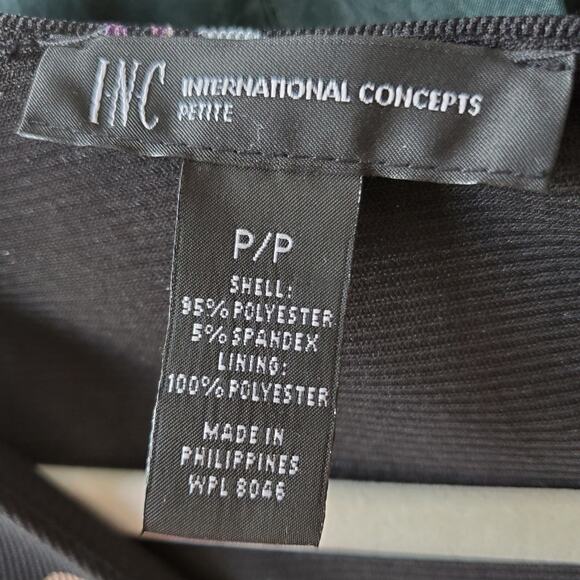 INC INTERNATIONAL CONCEPTS
PETITE
P/P
SHELL:
95% POLYESTER
5% SPANDEX
LINING:
100% POLYESTER
MADE IN
PHILIPPINES
WPL 8046